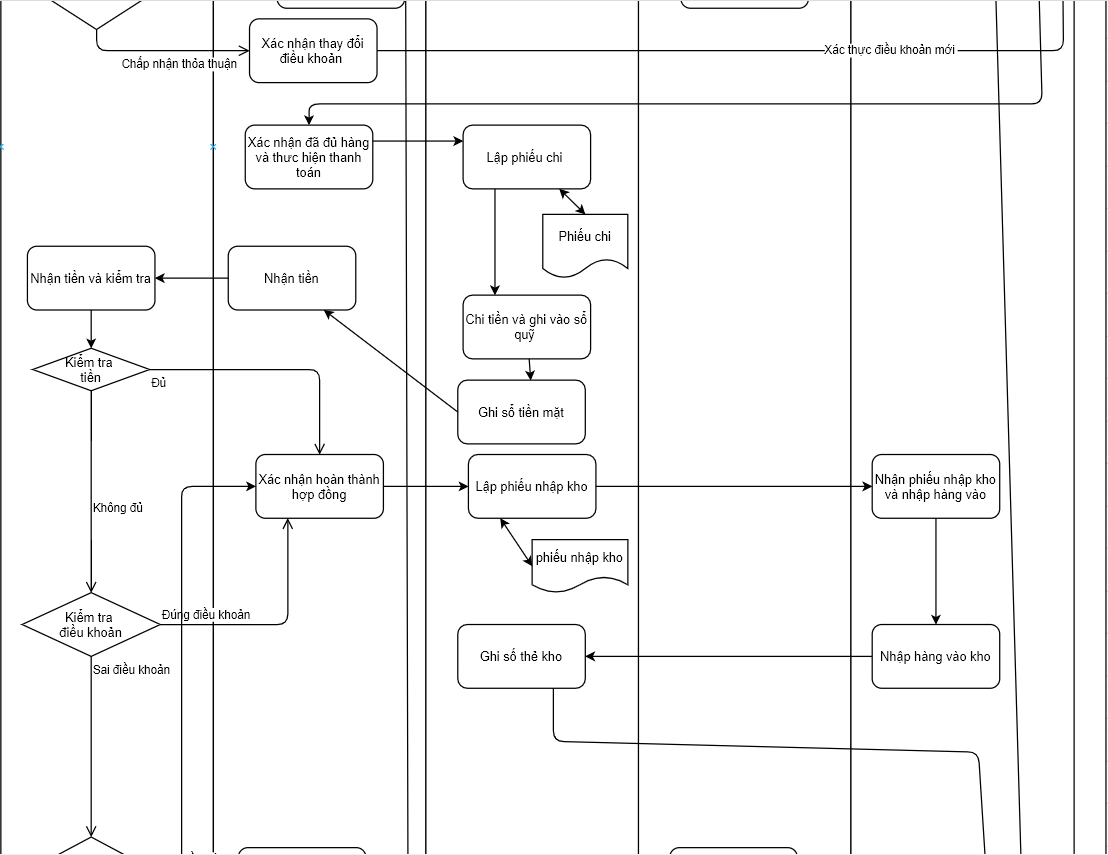 Xác nhận thay đổi
điều khoản
Xác thực điều khoản mới
Chấp nhận thỏa thuận
Xác nhận đã đủ hàng
và thực hiện thanh
toán
Lập phiếu chi
Phiếu chi
Nhận tiền và kiểm tra
Nhận tiền
Chi tiền và ghi vào sổ
quỹ
Kiểm tra
tiền
Đủ
Ghi sổ tiền mặt
Xác nhận hoàn thành
hợp đồng
Lập phiếu nhập kho
Nhận phiếu nhập kho
và nhập hàng vào
Không đủ
phiếu nhập kho
Kiểm tra
điều khoản
Đúng điều khoản
Ghi số thẻ kho
Nhập hàng vào kho
Sai điều khoản